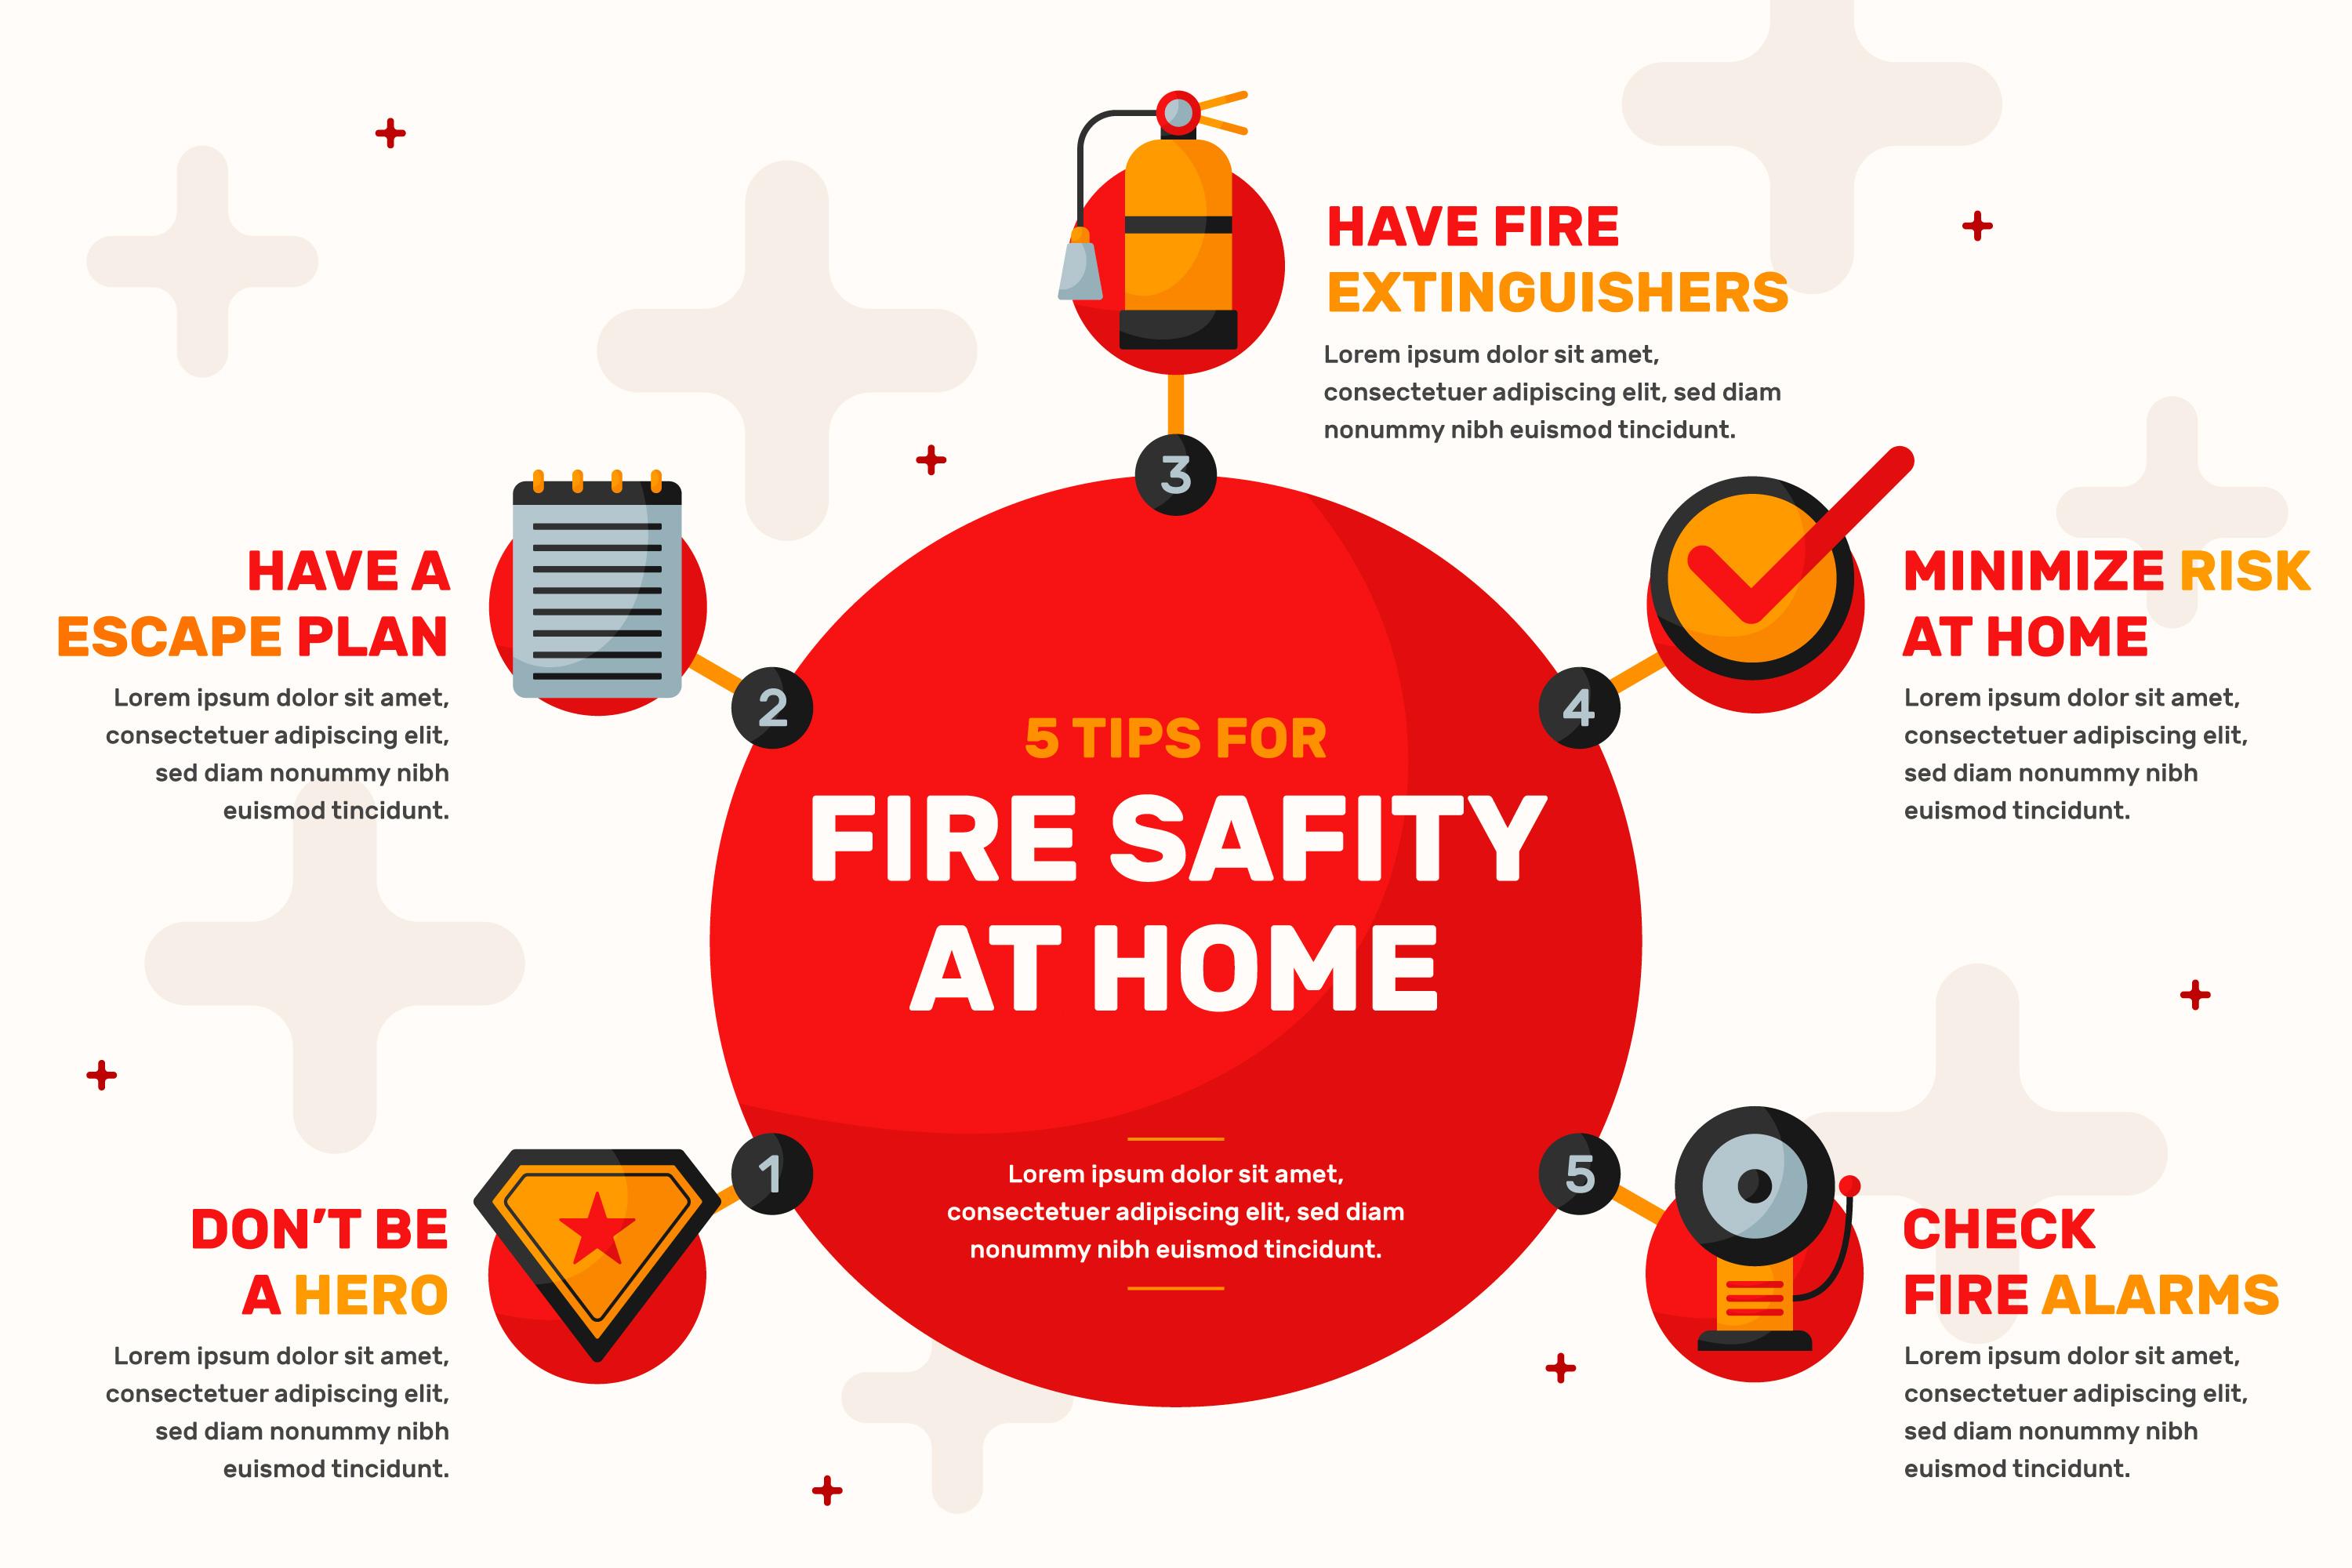 5 TIPS FOR
FIRE SAFITY
AT HOME
Lorem ipsum dolor sit amet,
consectetuer adipiscing elit, sed diam
nonummy nibh euismod tincidunt.
1
DON'T BE
A HERO
Lorem ipsum dolor sit amet,
consectetuer adipiscing elit,
sed diam nonummy nibh
euismod tincidunt.
2
HAVE A
ESCAPE PLAN
Lorem ipsum dolor sit amet,
consectetuer adipiscing elit,
sed diam nonummy nibh
euismod tincidunt.
3
HAVE FIRE
EXTINGUISHERS
Lorem ipsum dolor sit amet,
consectetuer adipiscing elit, sed diam
nonummy nibh euismod tincidunt.
4
MINIMIZE RISK
AT HOME
Lorem ipsum dolor sit amet,
consectetuer adipiscing elit,
sed diam nonummy nibh
euismod tincidunt.
5
CHECK
FIRE ALARMS
Lorem ipsum dolor sit amet,
consectetuer adipiscing elit,
sed diam nonummy nibh
euismod tincidunt.